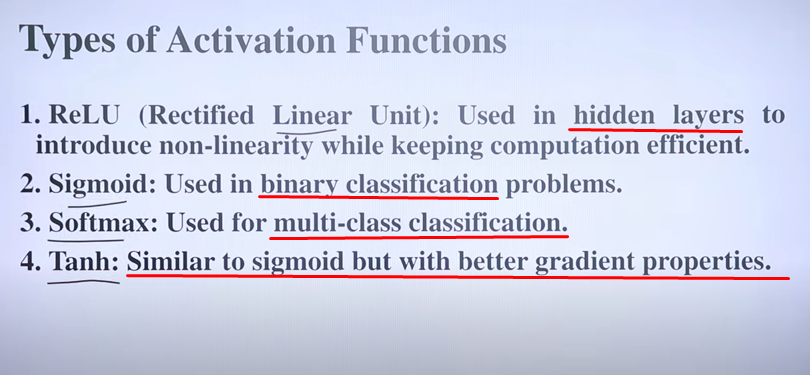 Types of Activation Functions
1. ReLU (Rectified Linear Unit): Used in hidden layers to
introduce non-linearity while keeping computation efficient.
2. Sigmoid: Used in binary classification problems.
3. Softmax: Used for multi-class classification.
4. Tanh: Similar to sigmoid but with better gradient properties.